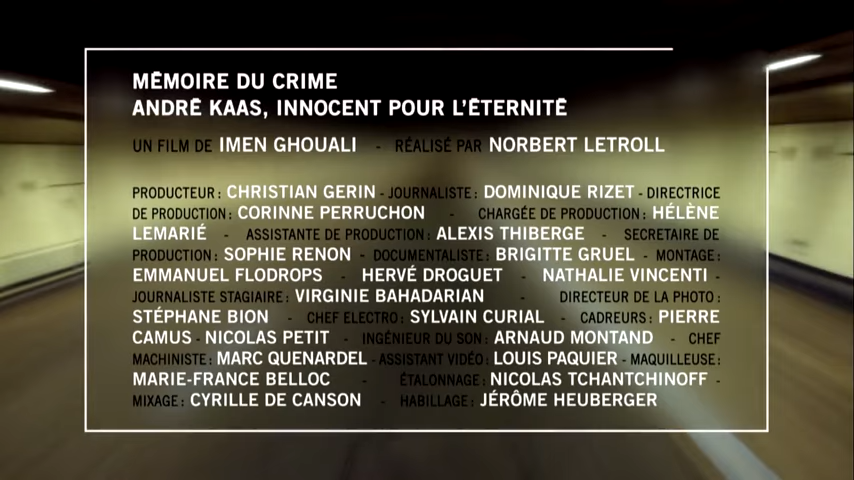 MÉMOIRE DU CRIME
ANDRÉ KAAS, INNOCENT POUR L'ÉTERNITÉ
UN FILM DE IMEN GHOUALI - RÉALISÉ PAR NORBERT LETROLL
PRODUCTEUR : CHRISTIAN GERIN - JOURNALISTE : DOMINIQUE RIZET - DIRECTRICE
DE PRODUCTION : CORINNE PERRUCHON - CHARGÉE DE PRODUCTION : HÉLÈNE
LEMARIÉ - ASSISTANTE DE PRODUCTION : ALEXIS THIBERGE - SECRETAIRE DE
PRODUCTION : SOPHIE RENON - DOCUMENTALISTE : BRIGITTE GRUEL - MONTAGE :
EMMANUEL FLODROPS - HERVÉ DROGUET - NATHALIE VINCENTI -
JOURNALISTE STAGIAIRE : VIRGINIE BAHADARIAN - DIRECTEUR DE LA PHOTO :
STÉPHANE BION - CHEF ELECTRO : SYLVAIN CURIAL - CADREURS : PIERRE
CAMUS - NICOLAS PETIT - INGÉNIEUR DU SON : ARNAUD MONTAND - CHEF
MACHINISTE : MARC QUENARDEL - ASSISTANT VIDÉO : LOUIS PAQUIER - MAQUILLEUSE :
MARIE-FRANCE BELLOC - ÉTALONNAGE : NICOLAS TCHANTCHINOFF -
MIXAGE : CYRILLE DE CANSON - HABILLAGE : JÉRÔME HEUBERGER